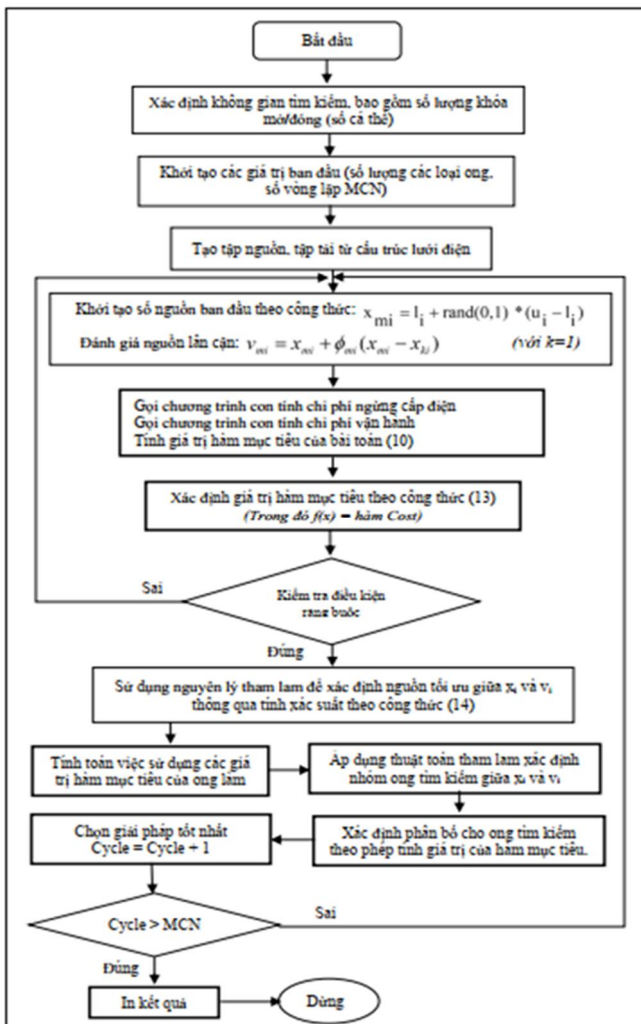 Bắt đầu
Xác định không gian tìm kiếm, bao gồm số lượng khóa
mở/đóng (số cá thể)
Khởi tạo các giá trị ban đầu (số lượng các loại ong,
số vòng lặp MCN)
Tạo tập nguồn, tập tải từ cấu trúc lưới điện
Khởi tạo số nguồn ban đầu theo công thức: x_mi = l_i + rand(0,1) *(u_i − l_i)
Đánh giá nguồn lân cận: v_mi = x_mi + ϕ_mi(x_mi − x_ki) (với k=1)
Gọi chương trình con tính chi phí ngừng cấp điện
Gọi chương trình con tính chi phí vận hành
Tính giá trị hàm mục tiêu của bài toán (10)
Xác định giá trị hàm mục tiêu theo công thức (13)
(Trong đó f(x) = hàm Cost)
Sai
Kiểm tra điều kiện
ràng buộc
Đúng
Sử dụng nguyên lý tham lam để xác định nguồn tối ưu giữa x_i và v_i
thông qua tính xác suất theo công thức (14)
Tính toán việc sử dụng các giá
trị hàm mục tiêu của ong làm
Áp dụng thuật toán tham lam xác định
nhóm ong tìm kiếm giữa x_i và v_i
Chọn giải pháp tốt nhất
Cycle = Cycle + 1
Xác định phân bố cho ong tìm kiếm
theo phép tính giá trị của hàm mục tiêu.
Cycle > MCN
Sai
Đúng
In kết quả
Dừng